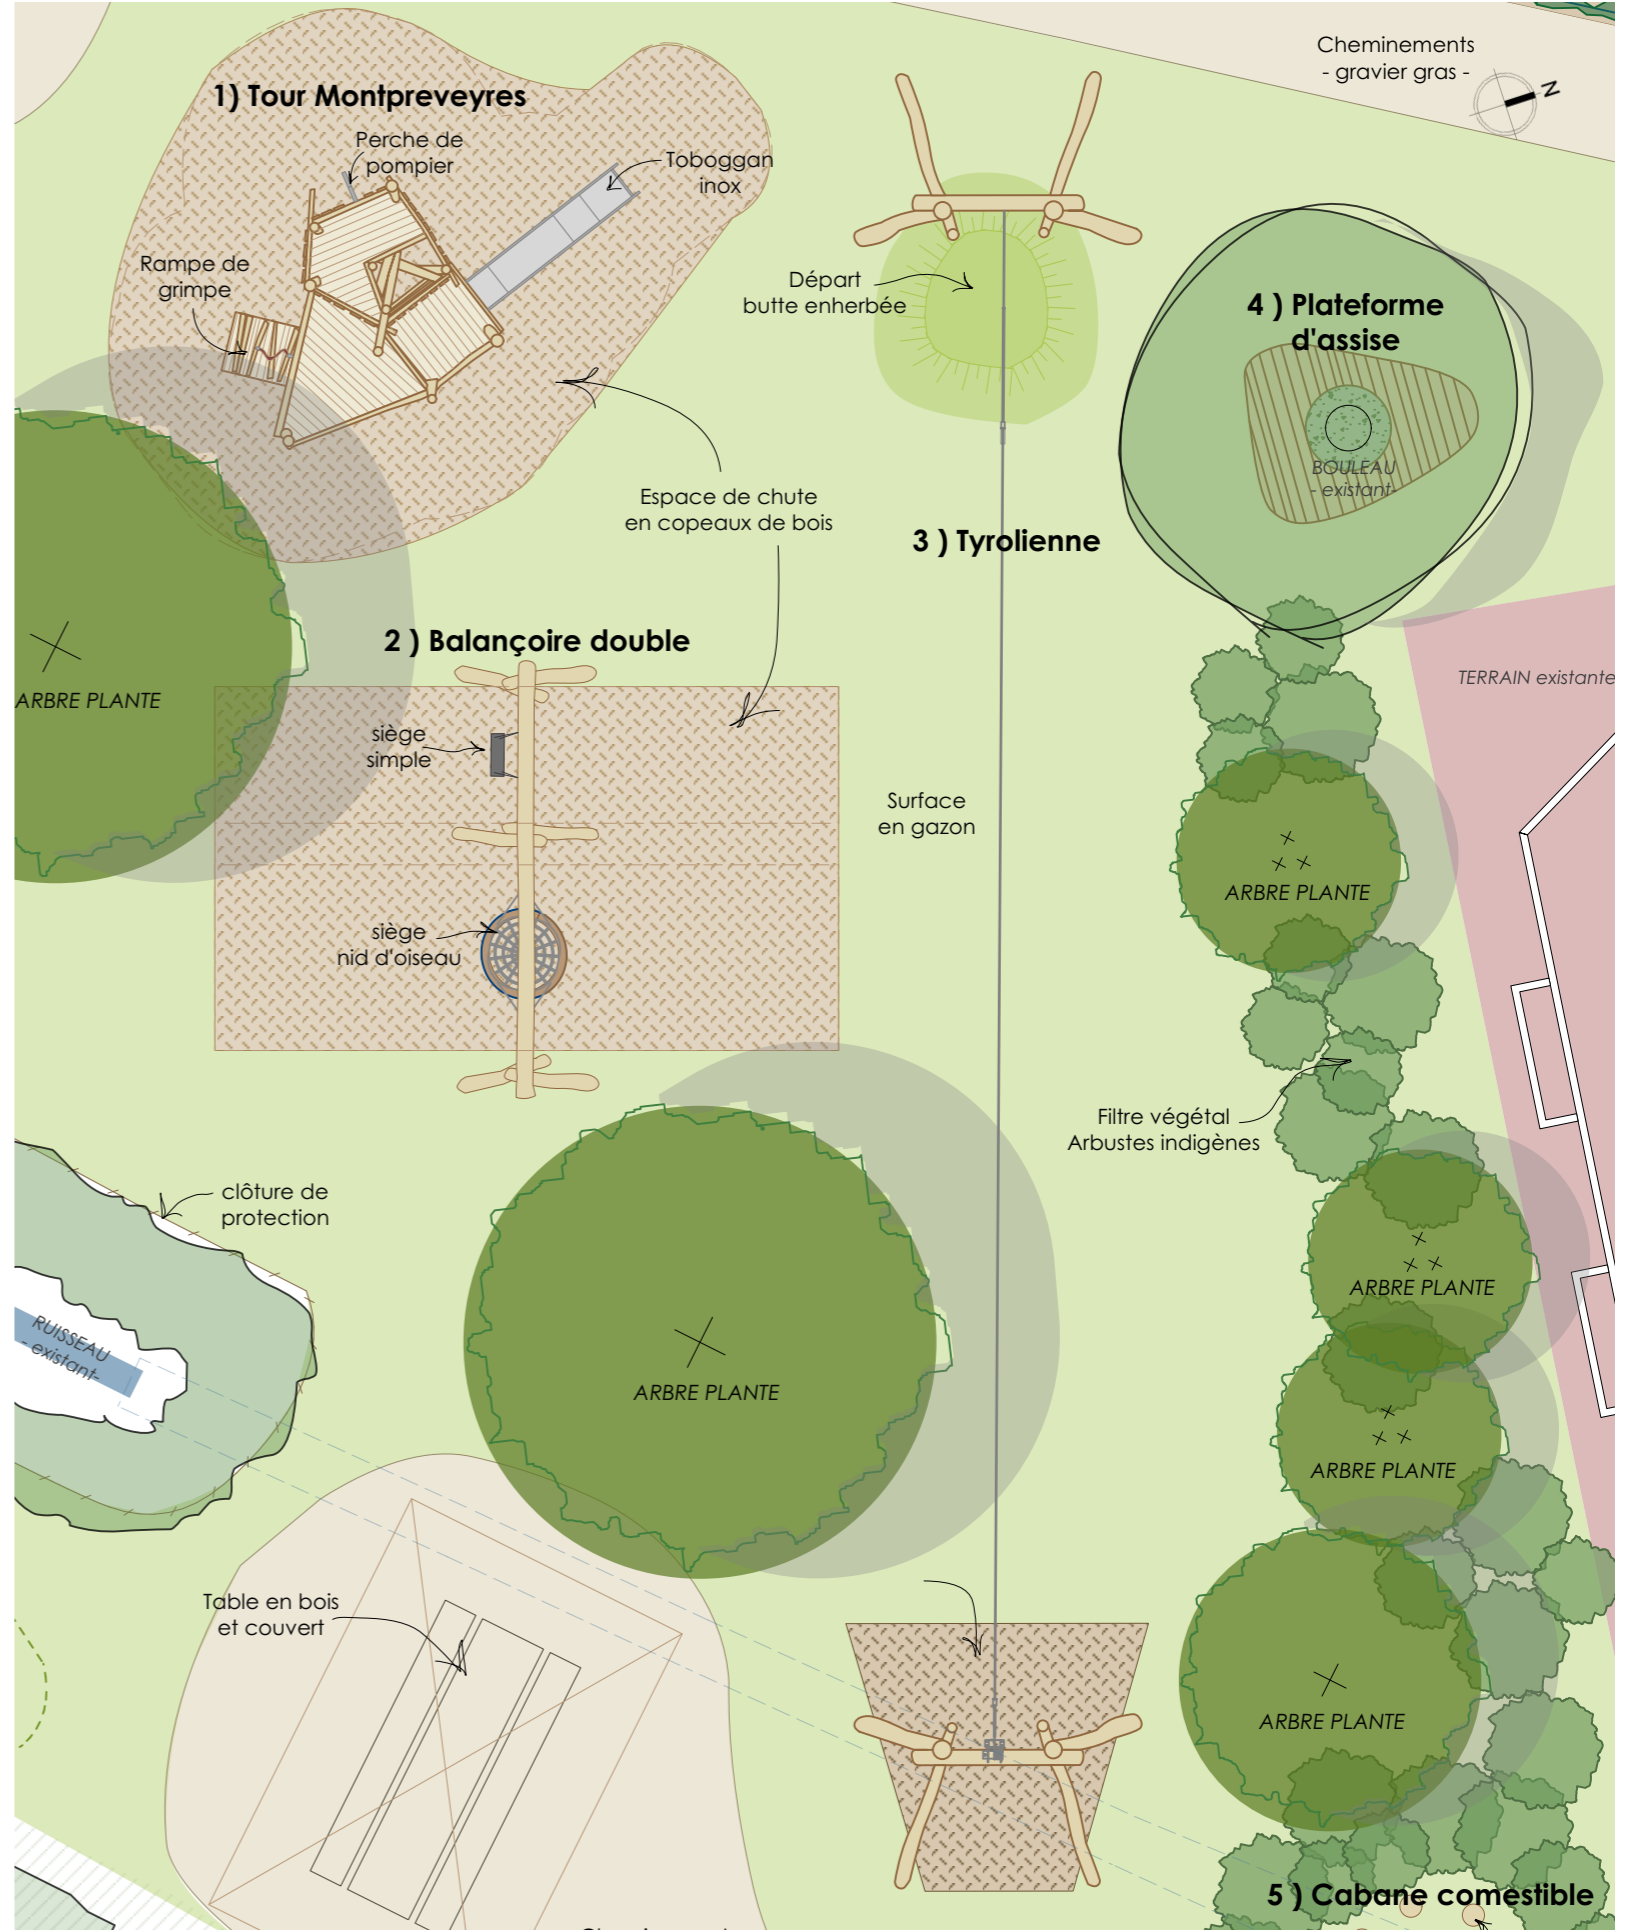 Cheminements
- gravier gras -
N
1) Tour Montpreveyres
Perche de
pompier
Toboggan
inox
Rampe de
grimpe
Départ
butte enherbée
4 ) Plateforme
d'assise
BOULEAU
- existant-
Espace de chute
en copeaux de bois
3 ) Tyrolienne
2 ) Balançoire double
ARBRE PLANTE
TERRAIN existante
siège
simple
Surface
en gazon
ARBRE PLANTE
siège
nid d'oiseau
Filtre végétal
Arbustes indigènes
clôture de
protection
ARBRE PLANTE
RUISSEAU
- existant-
ARBRE PLANTE
ARBRE PLANTE
Table en bois
et couvert
ARBRE PLANTE
5 ) Cabane comestible